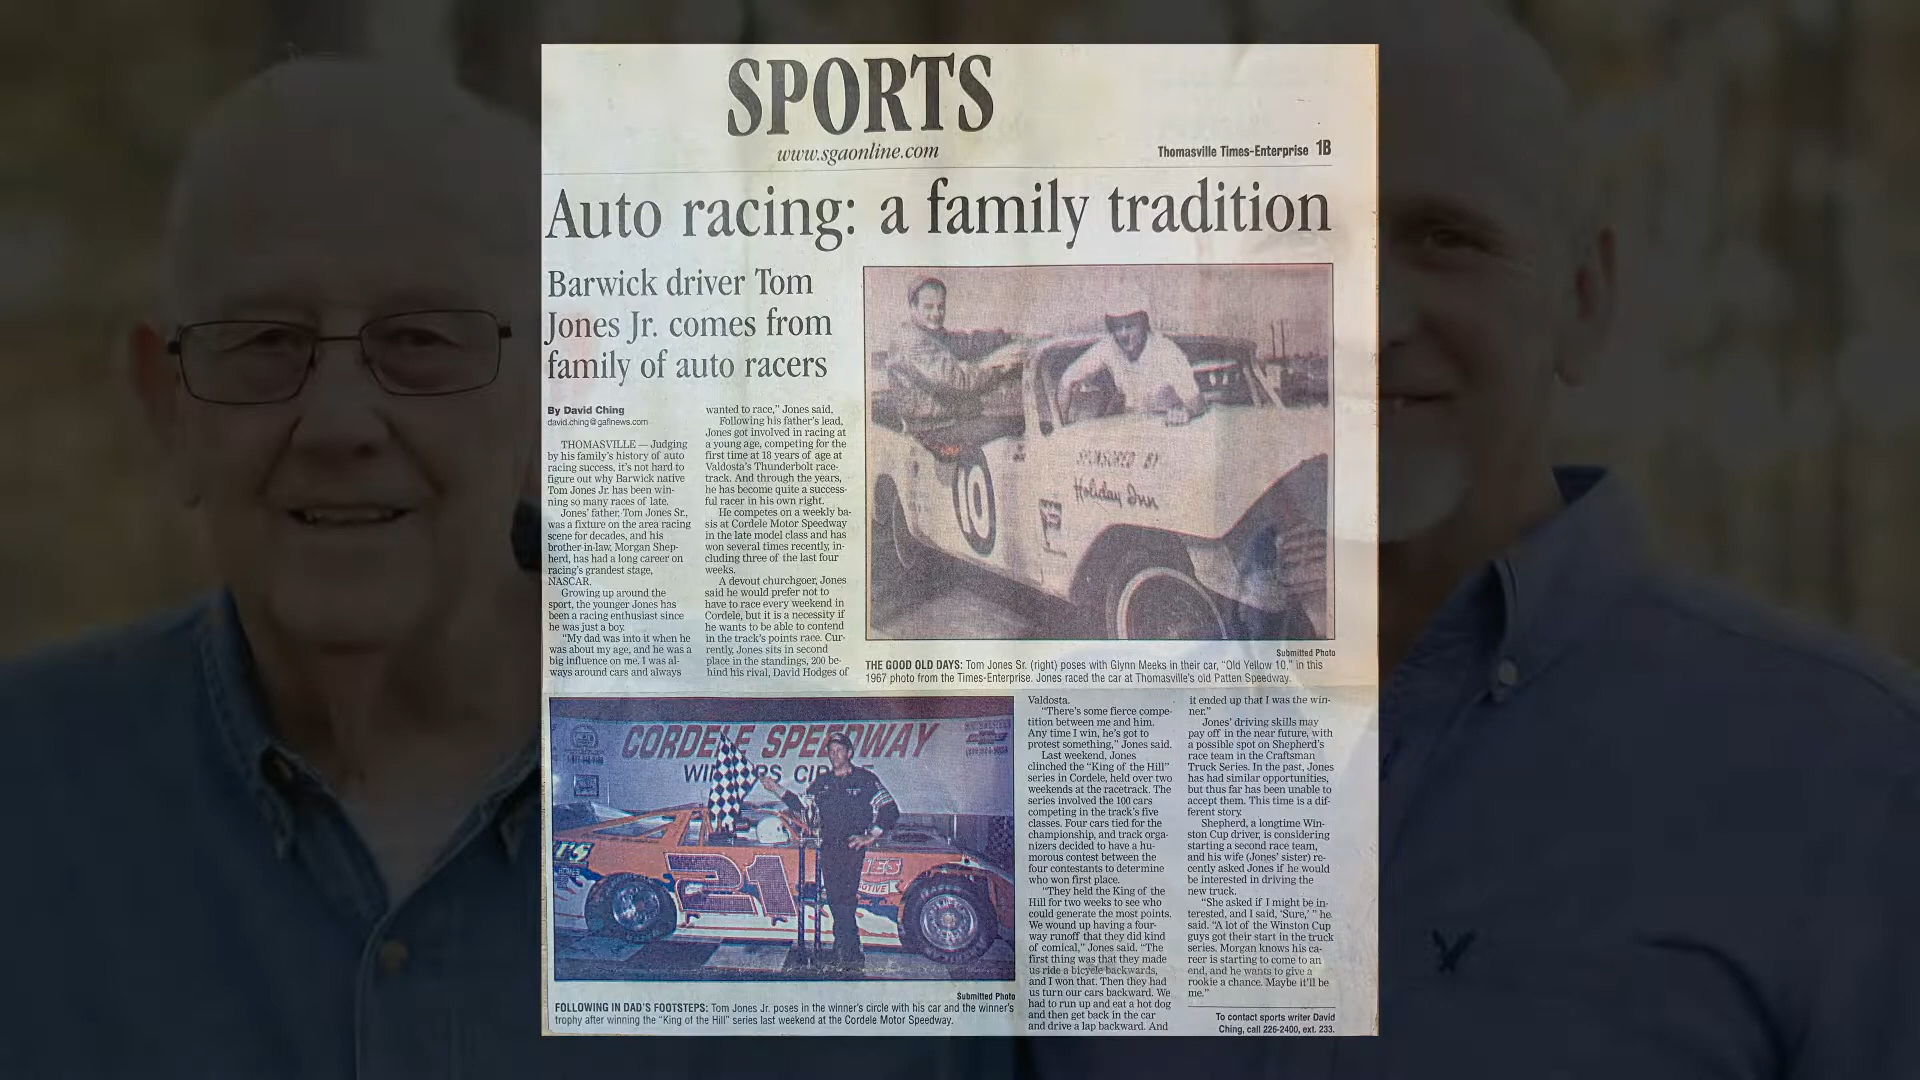 SPORTS
www.sgaonline.com
Thomasville Times-Enterprise 1B
Auto racing: a family tradition
Barwick driver Tom
Jones Jr. comes from
family of auto racers
By David Ching
david.ching@gaflnews.com
THOMASVILLE — Judging
by his family's history of auto
racing success, it's not hard to
figure out why Barwick native
Tom Jones Jr. has been win-
ning so many races of late.
Jones' father, Tom Jones Sr.,
was a fixture on the area racing
scene for decades, and his
brother-in-law, Morgan Shep-
herd, has had a long career on
racing's grandest stage,
NASCAR.
Growing up around the
sport, the younger Jones has
been a racing enthusiast since
he was just a boy.
"My dad was into it when he
was about my age, and he was a
big influence on me. I was al-
ways around cars and always
wanted to race," Jones said.
Following his father's lead,
Jones got involved in racing at
a young age, competing for the
first time at 18 years of age at
Valdosta's Thunderbolt race-
track. And through the years,
he has become quite a success-
ful racer in his own right.
He competes on a weekly ba-
sis at Cordele Motor Speedway
in the late model class and has
won several times recently, in-
cluding three of the last four
weeks.
A devout churchgoer, Jones
said he would prefer not to
have to race every weekend in
Cordele, but it is a necessity if
he wants to be able to contend
in the track's points race. Cur-
rently, Jones sits in second
place in the standings, 200 be-
hind his rival, David Hodges of
10
SPONSORED BY
Holiday Inn
Submitted Photo
THE GOOD OLD DAYS: Tom Jones Sr. (right) poses with Glynn Meeks in their car, "Old Yellow 10," in this
1967 photo from the Times-Enterprise. Jones raced the car at Thomasville's old Patten Speedway.
CORDELE SPEEDWAY
21
Submitted Photo
FOLLOWING IN DAD'S FOOTSTEPS: Tom Jones Jr. poses in the winner's circle with his car and the winner's
trophy after winning the "King of the Hill" series last weekend at the Cordele Motor Speedway.
Valdosta.
"There's some fierce compe-
tition between me and him.
Any time I win, he's got to
protest something," Jones said.
Last weekend, Jones
clinched the "King of the Hill"
series in Cordele, held over two
weekends at the racetrack. The
series involved the 100 cars
competing in the track's five
classes. Four cars tied for the
championship, and track orga-
nizers decided to have a hu-
morous contest between the
four contestants to determine
who won first place.
"They held the King of the
Hill for two weeks to see who
could generate the most points.
We wound up having a four-
way runoff that they did kind
of comical," Jones said. "The
first thing was that they made
us ride a bicycle backwards,
and I won that. Then they had
us turn our cars backward. We
had to run up and eat a hot dog
and then get back in the car
and drive a lap backward. And
it ended up that I was the win-
ner."
Jones' driving skills may
pay off in the near future, with
a possible spot on Shepherd's
race team in the Craftsman
Truck Series. In the past, Jones
has had similar opportunities,
but thus far has been unable to
accept them. This time is a dif-
ferent story.
Shepherd, a longtime Win-
ston Cup driver, is considering
starting a second race team,
and his wife (Jones' sister) re-
cently asked Jones if he would
be interested in driving the
new truck.
"She asked if I might be in-
terested, and I said, 'Sure,' " he
said. "A lot of the Winston Cup
guys got their start in the truck
series. Morgan knows his ca-
reer is starting to come to an
end, and he wants to give a
rookie a chance. Maybe it'll be
me."
To contact sports writer David
Ching, call 226-2400, ext. 233.